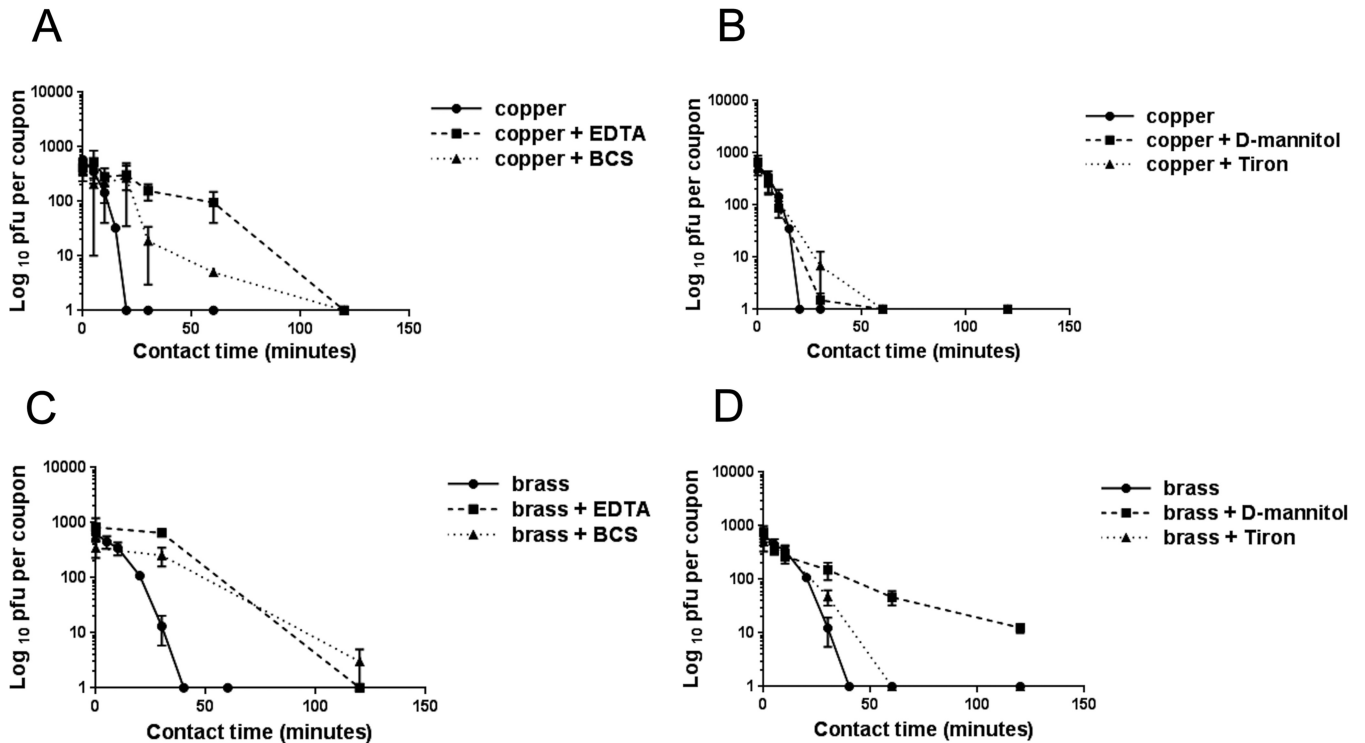 A
Log 10 pfu per coupon
10000
1000
100
10
1
0
50
100
150
Contact time (minutes)
copper
copper + EDTA
copper + BCS
B
Log 10 pfu per coupon
10000
1000
100
10
1
0
50
100
150
Contact time (minutes)
copper
copper + D-mannitol
copper + Tiron
C
Log 10 pfu per coupon
10000
1000
100
10
1
0
50
100
150
Contact time (minutes)
brass
brass + EDTA
brass + BCS
D
Log 10 pfu per coupon
10000
1000
100
10
1
0
50
100
150
Contact time (minutes)
brass
brass + D-mannitol
brass + Tiron